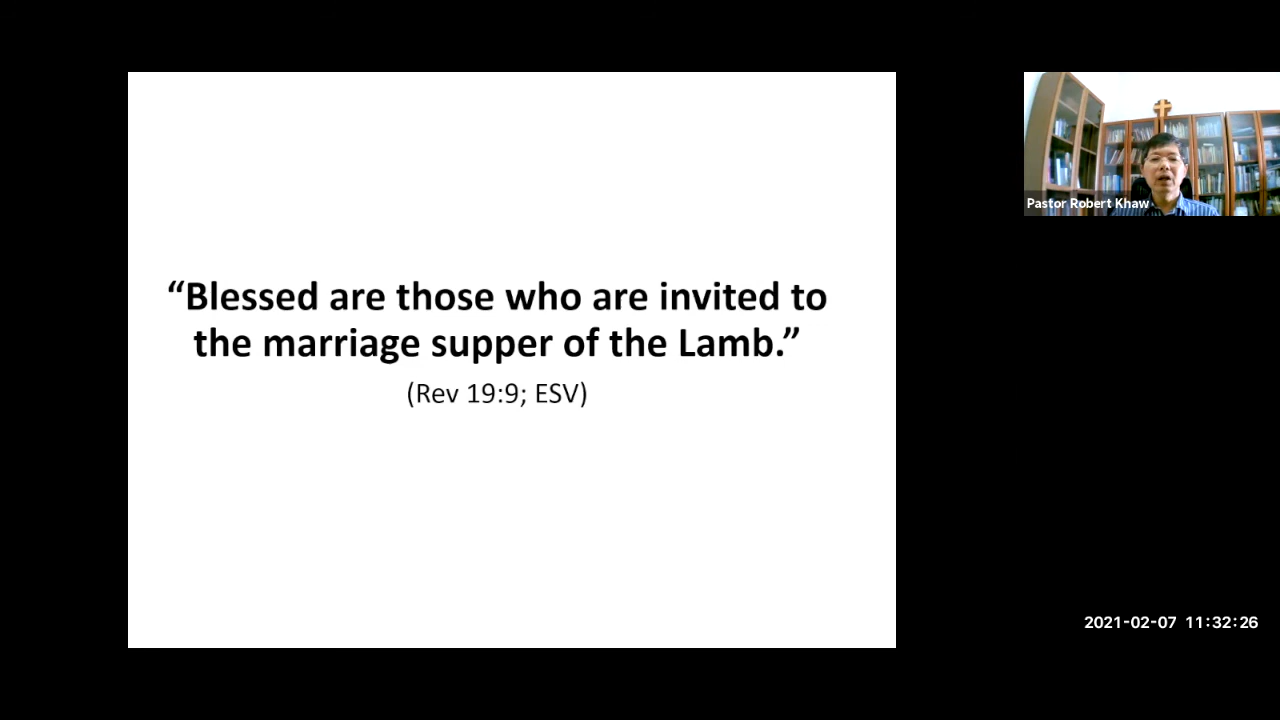 “Blessed are those who are invited to
the marriage supper of the Lamb.”
(Rev 19:9; ESV)
Pastor Robert Khaw
2021-02-07 11:32:26